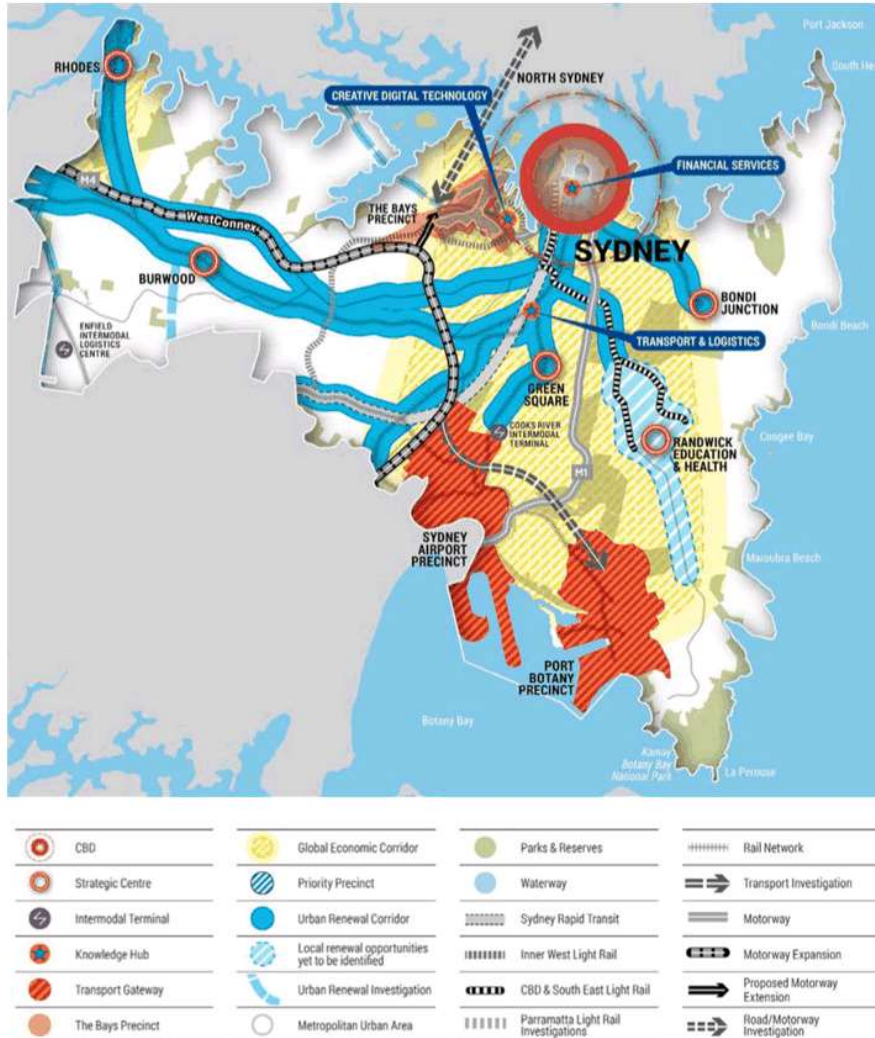 Port Jackson
South He
RHODES
NORTH SYDNEY
CREATIVE DIGITAL TECHNOLOGY
FINANCIAL SERVICES
M4
THE BAYS
PRECINCT
WestConnex
SYDNEY
BURWOOD
BONDI
JUNCTION
Bondi Beach
ENFIELD
INTERMODAL
LOGISTICS
CENTRE
TRANSPORT & LOGISTICS
GREEN
SQUARE
COOKS RIVER
INTERMODAL
TERMINAL
RANDWICK
EDUCATION
& HEALTH
Coogee Bay
M1
SYDNEY
AIRPORT
PRECINCT
Maroubra Beach
PORT
BOTANY
PRECINCT
Botany Bay
Kamay
Botany Bay
National Park
La Perouse
CBD
Global Economic Corridor
Parks & Reserves
Rail Network
Strategic Centre
Priority Precinct
Waterway
Transport Investigation
Intermodal Terminal
Urban Renewal Corridor
Sydney Rapid Transit
Motorway
Knowledge Hub
Local renewal opportunities
yet to be identified
Inner West Light Rail
Motorway Expansion
Transport Gateway
Urban Renewal Investigation
CBD & South East Light Rail
Proposed Motorway
Extension
The Bays Precinct
Metropolitan Urban Area
Parramatta Light Rail
Investigations
Road/Motorway
Investigation